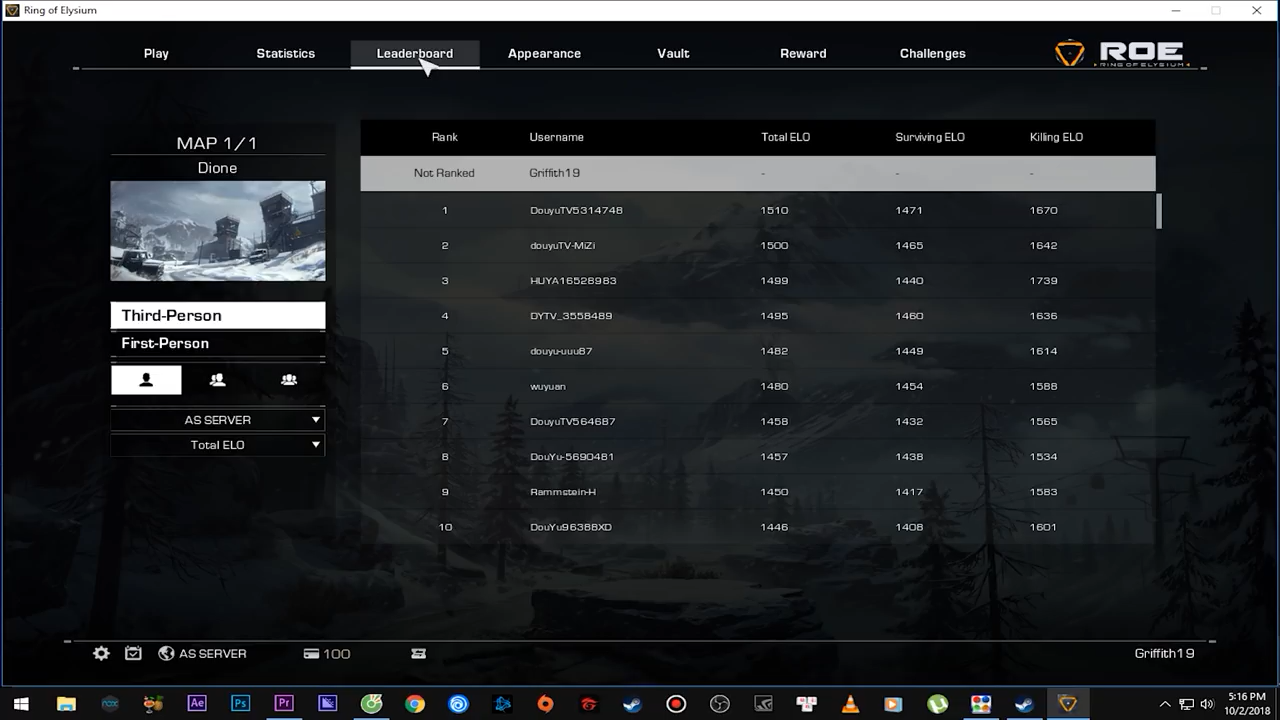 Ring of Elysium
Play Statistics Leaderboard Appearance Vault Reward Challenges
ROE
RING OF ELYSIUM
MAP 1/1
Dione
Third-Person
First-Person
AS SERVER
Total ELO
Rank Username Total ELO Surviving ELO Killing ELO
Not Ranked Griffith19 - - -
1 DouyuTV5314748 1510 1471 1670
2 douyuTV-MiZi 1500 1465 1642
3 HUYA16528983 1499 1440 1739
4 DYTV_3558489 1495 1460 1636
5 douyu-uuu87 1482 1449 1614
6 wuyuan 1480 1454 1588
7 DouyuTV564687 1458 1432 1565
8 DouYu-5690481 1457 1438 1534
9 Rammstein-H 1450 1417 1583
10 DouYu96388XD 1446 1408 1601
AS SERVER 100 Griffith19
Ae Ps Pr
5:16 PM
10/2/2018